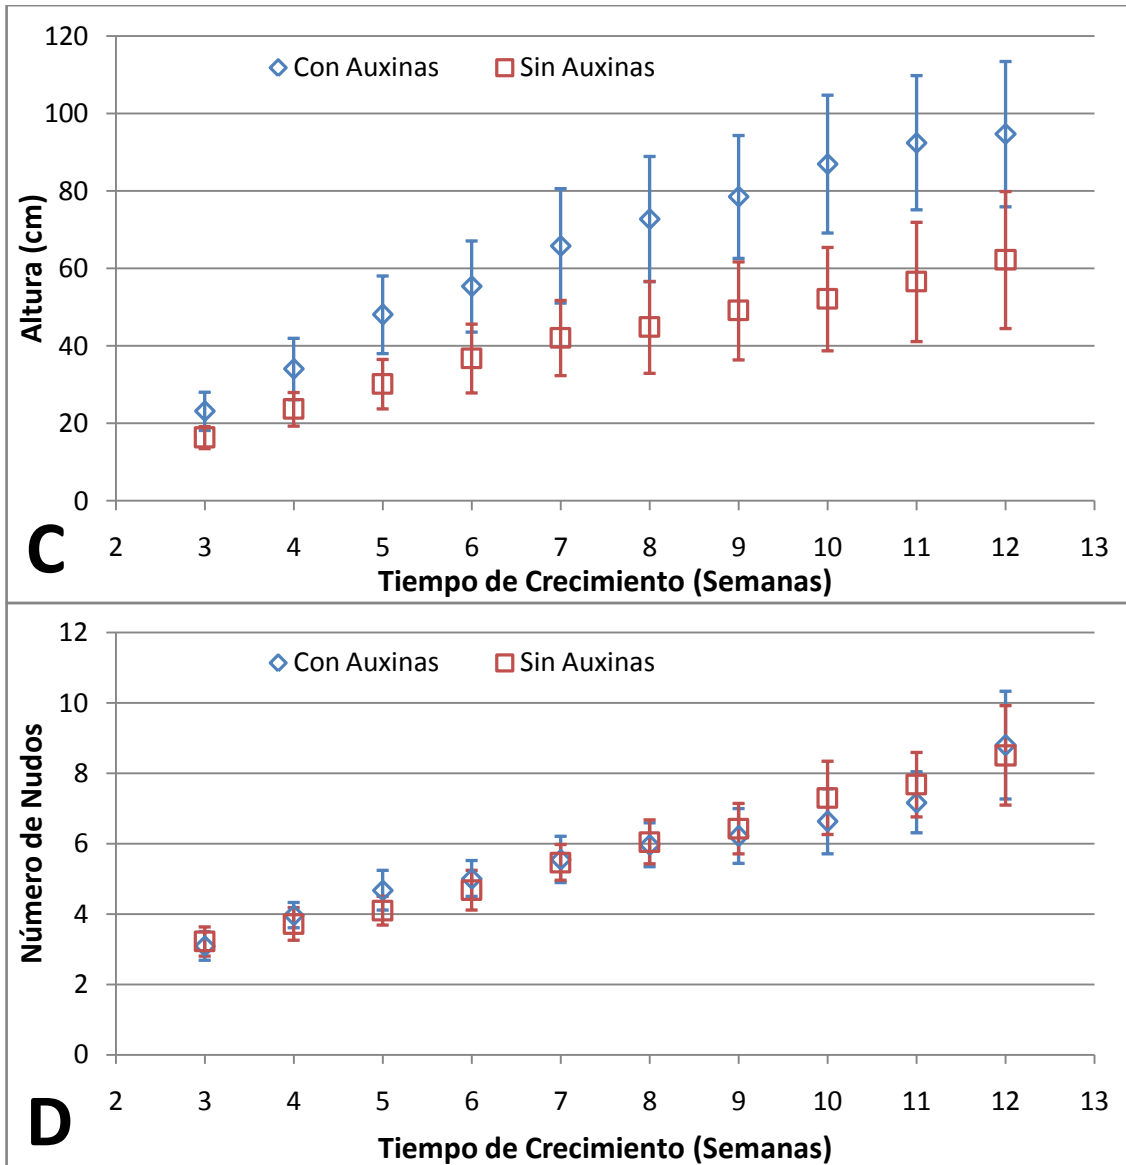 120
Con Auxinas
Sin Auxinas
100
80
60
40
20
0
Altura (cm)
C
2 3 4 5 6 7 8 9 10 11 12 13
Tiempo de Crecimiento (Semanas)
12
Con Auxinas
Sin Auxinas
10
8
6
4
2
0
Número de Nudos
D
2 3 4 5 6 7 8 9 10 11 12 13
Tiempo de Crecimiento (Semanas)